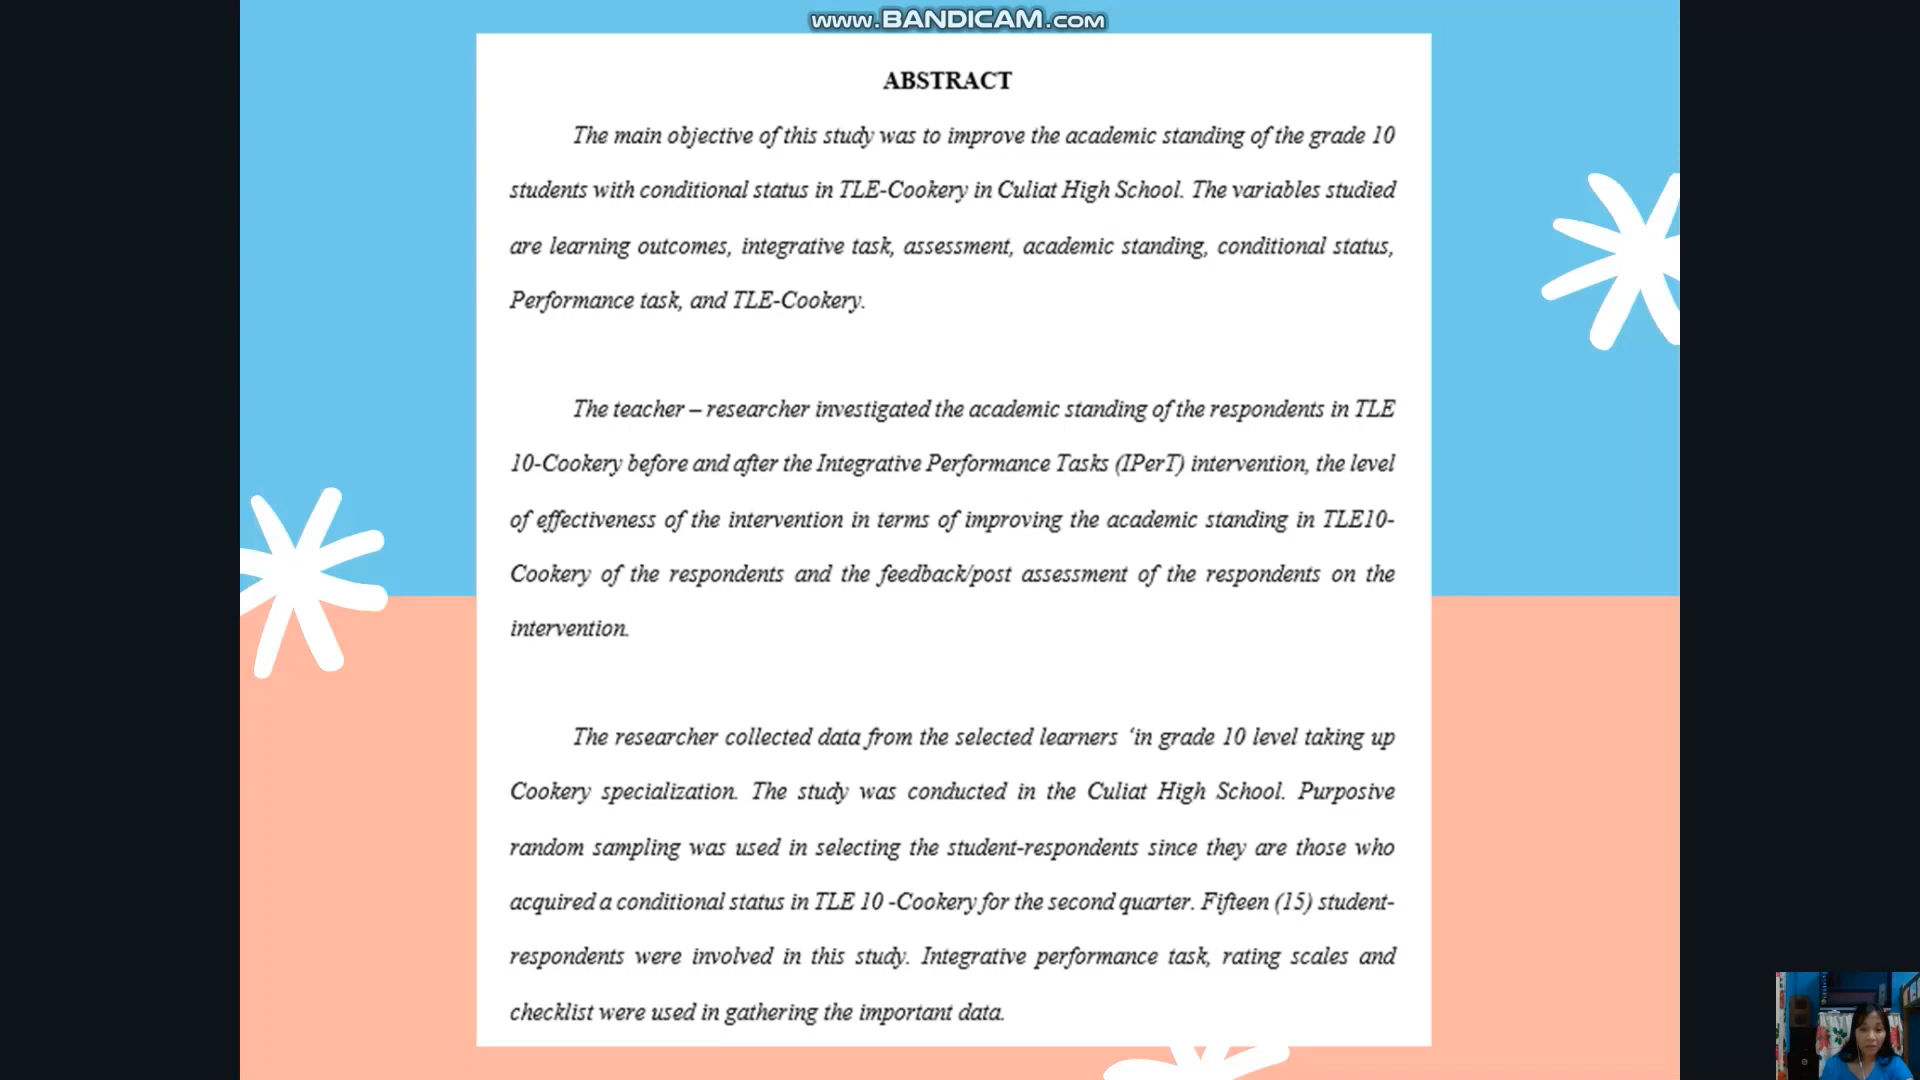 www.BANDICAM.com
ABSTRACT
The main objective of this study was to improve the academic standing of the grade 10
students with conditional status in TLE-Cookery in Culiat High School. The variables studied
are learning outcomes, integrative task, assessment, academic standing, conditional status,
Performance task, and TLE-Cookery.
The teacher – researcher investigated the academic standing of the respondents in TLE
10-Cookery before and after the Integrative Performance Tasks (IPerT) intervention, the level
of effectiveness of the intervention in terms of improving the academic standing in TLE10-
Cookery of the respondents and the feedback/post assessment of the respondents on the
intervention.
The researcher collected data from the selected learners ‘in grade 10 level taking up
Cookery specialization. The study was conducted in the Culiat High School. Purposive
random sampling was used in selecting the student-respondents since they are those who
acquired a conditional status in TLE 10 -Cookery for the second quarter. Fifteen (15) student-
respondents were involved in this study. Integrative performance task, rating scales and
checklist were used in gathering the important data.